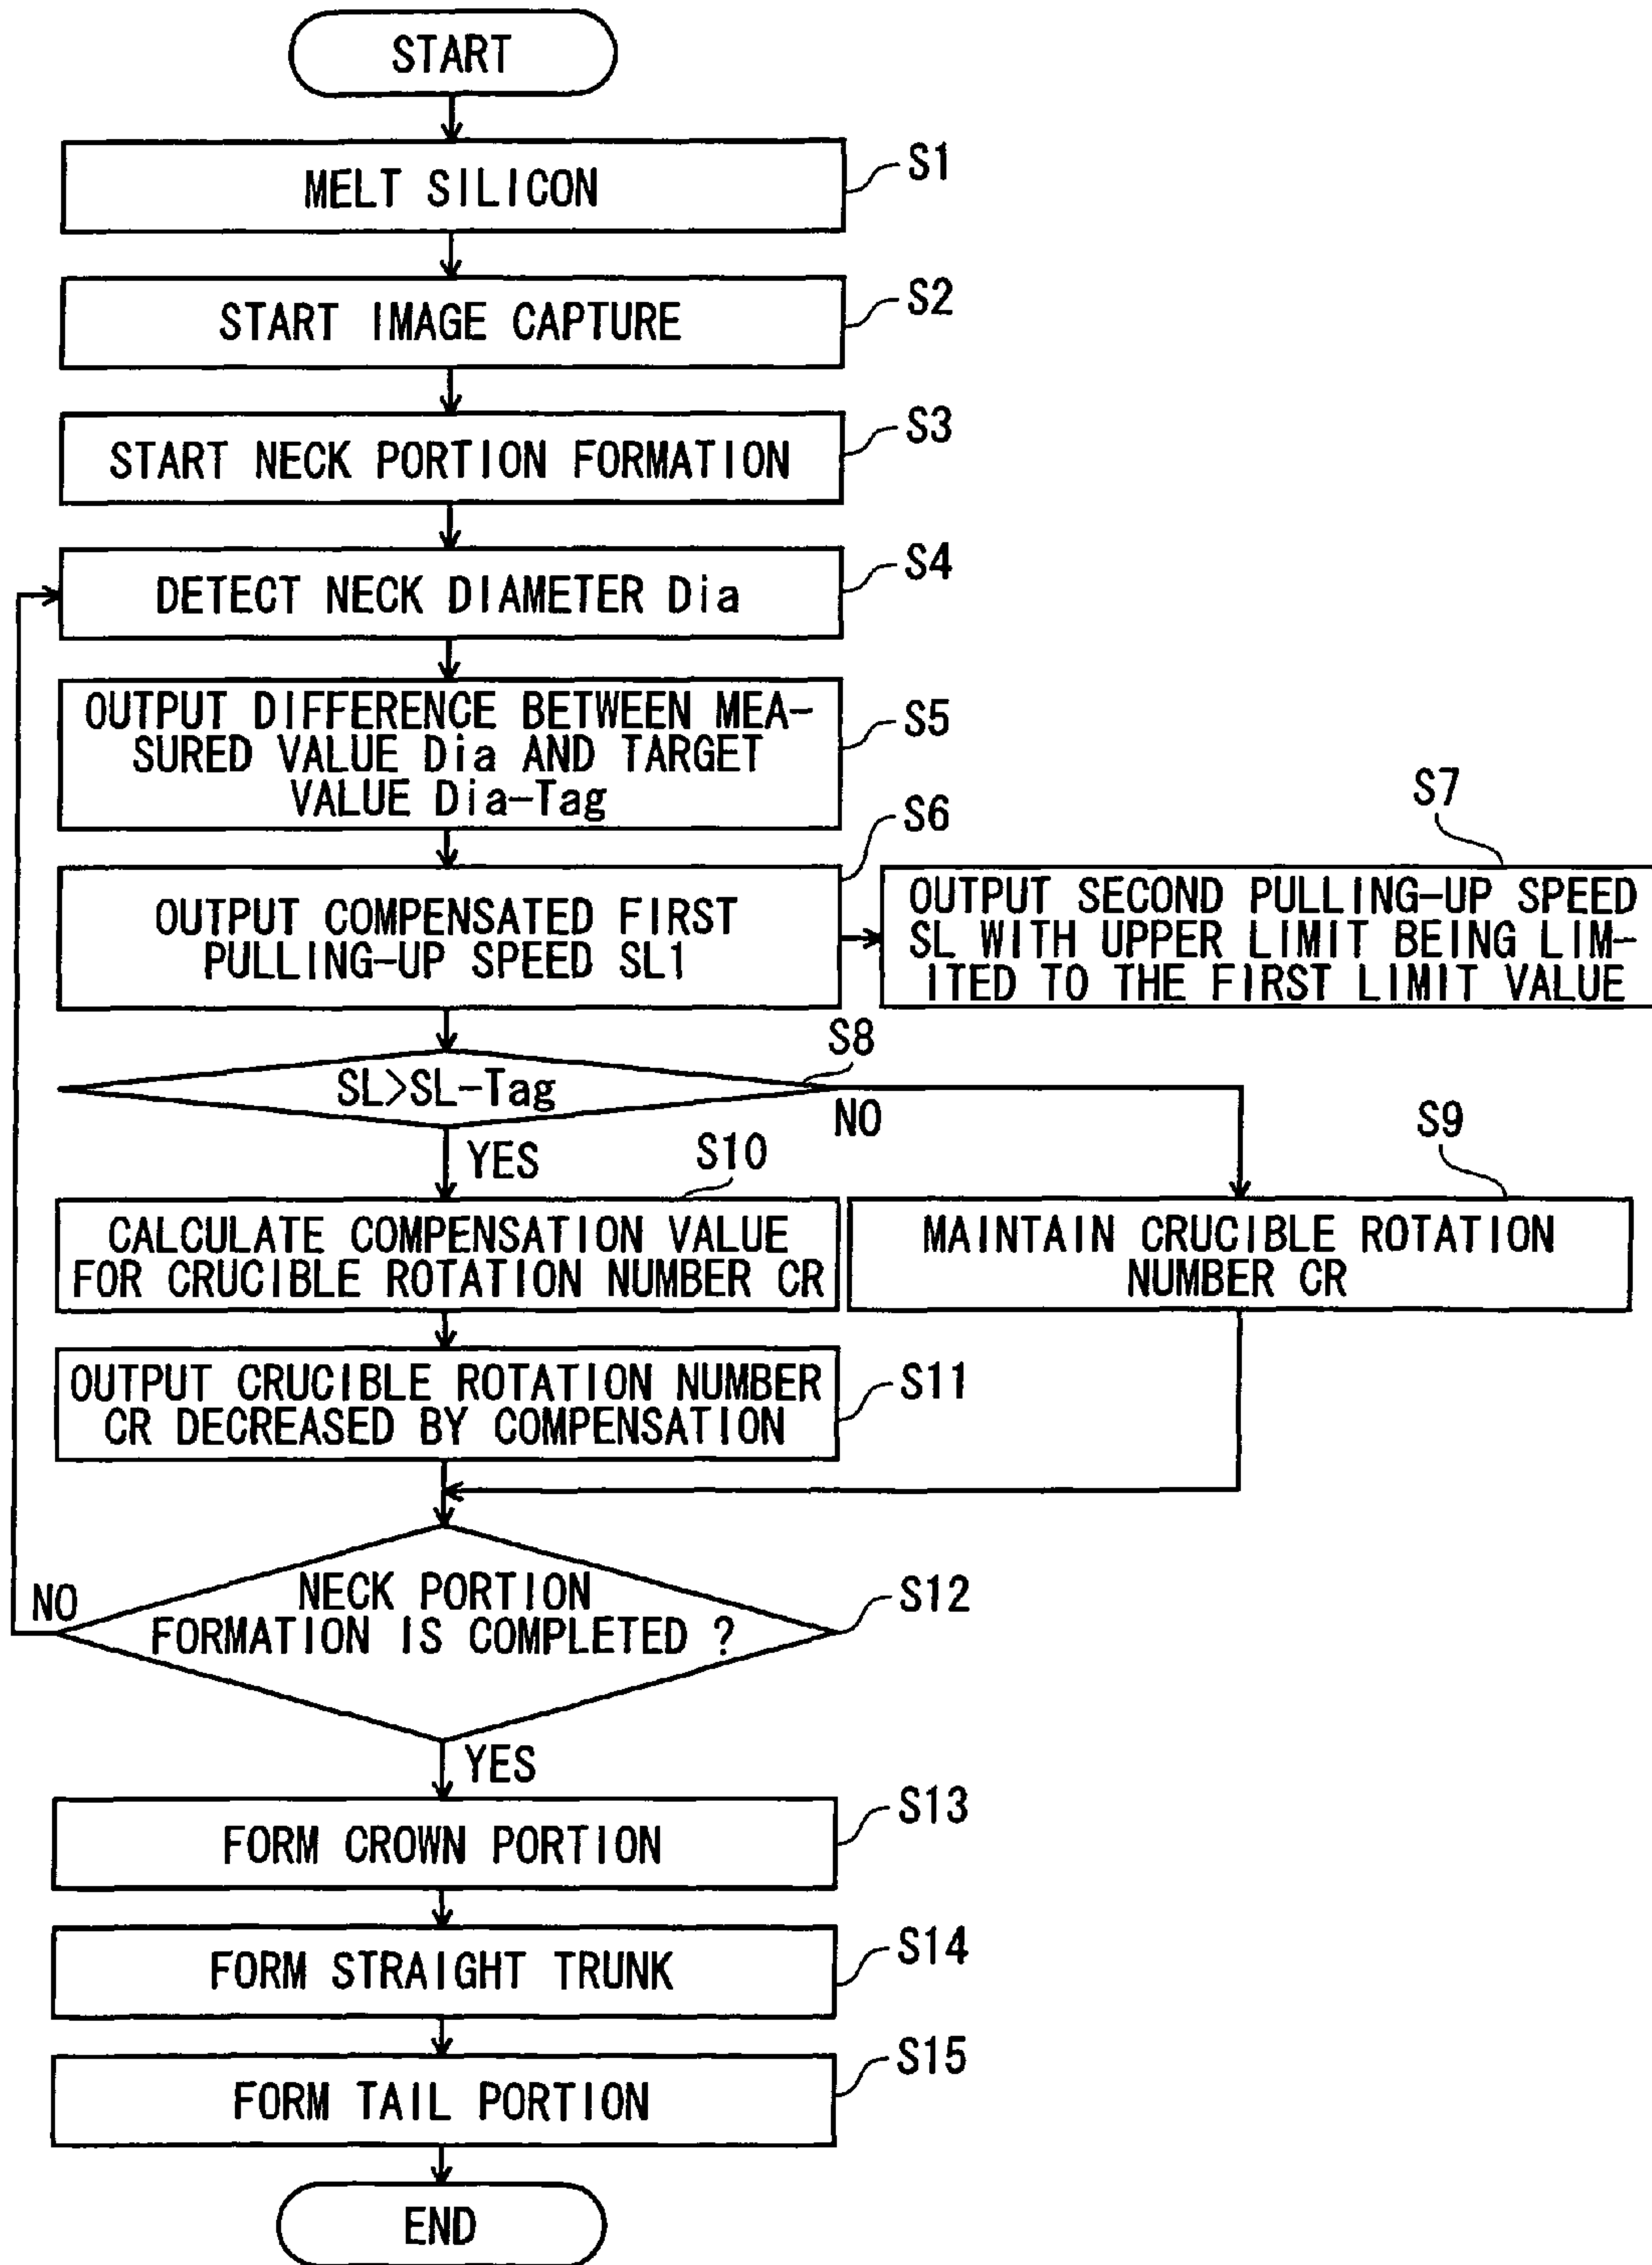 START
MELT SILICON
S1
START IMAGE CAPTURE
S2
START NECK PORTION FORMATION
S3
DETECT NECK DIAMETER Dia
S4
OUTPUT DIFFERENCE BETWEEN MEA-
SURED VALUE Dia AND TARGET
VALUE Dia-Tag
S5
OUTPUT COMPENSATED FIRST
PULLING-UP SPEED SL1
S6
OUTPUT SECOND PULLING-UP SPEED
SL WITH UPPER LIMIT BEING LIM-
ITED TO THE FIRST LIMIT VALUE
S7
SL>SL-Tag
S8
NO
YES
MAINTAIN CRUCIBLE ROTATION
NUMBER CR
S9
CALCULATE COMPENSATION VALUE
FOR CRUCIBLE ROTATION NUMBER CR
S10
OUTPUT CRUCIBLE ROTATION NUMBER
CR DECREASED BY COMPENSATION
S11
NECK PORTION
FORMATION IS COMPLETED ?
S12
NO
YES
FORM CROWN PORTION
S13
FORM STRAIGHT TRUNK
S14
FORM TAIL PORTION
S15
END